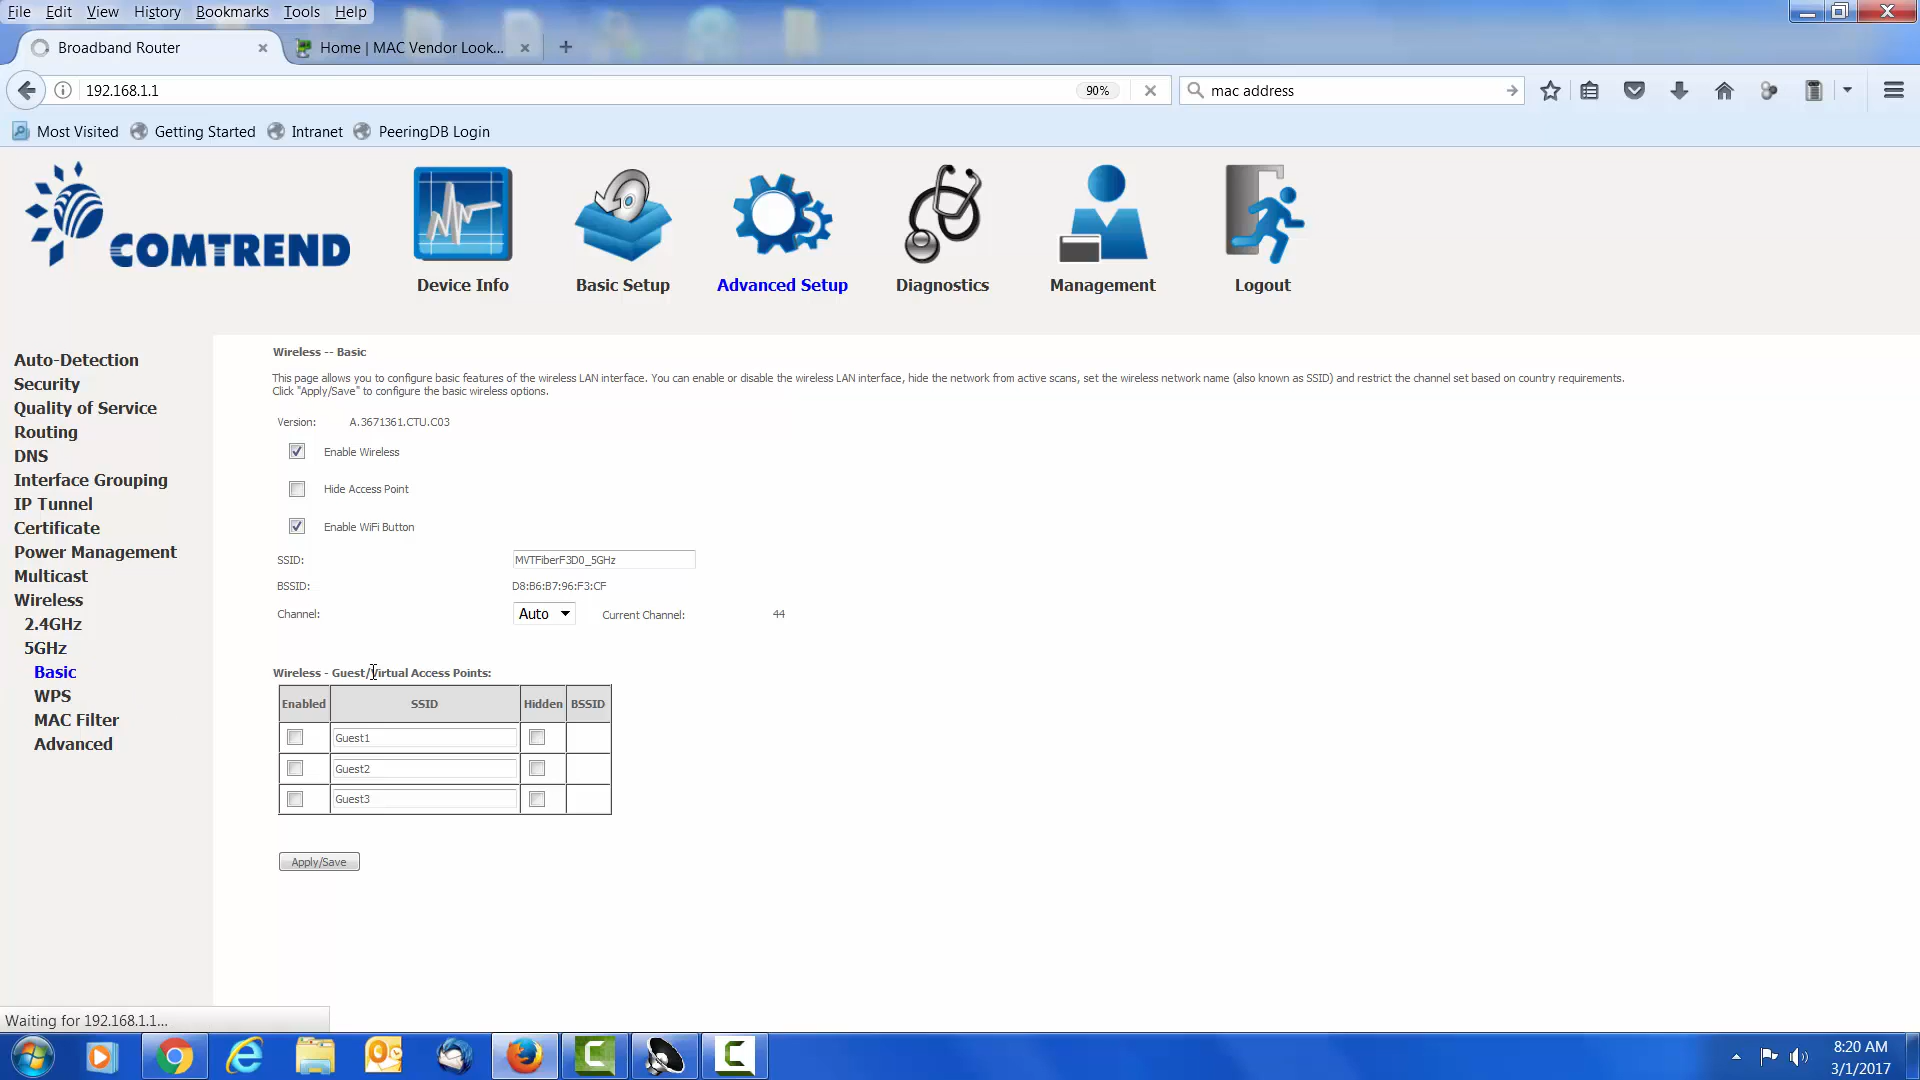 File Edit View History Bookmarks Tools Help
Broadband Router
Home | MAC Vendor Look...
192.168.1.1
90%
mac address
Most Visited
Getting Started
Intranet
PeeringDB Login
COMTREND
Device Info
Basic Setup
Advanced Setup
Diagnostics
Management
Logout
Auto-Detection
Security
Quality of Service
Routing
DNS
Interface Grouping
IP Tunnel
Certificate
Power Management
Multicast
Wireless
2.4GHz
5GHz
Basic
WPS
MAC Filter
Advanced
Wireless -- Basic
This page allows you to configure basic features of the wireless LAN interface. You can enable or disable the wireless LAN interface, hide the network from active scans, set the wireless network name (also known as SSID) and restrict the channel set based on country requirements.
Click "Apply/Save" to configure the basic wireless options.
Version: A.3671361.CTU.C03
Enable Wireless
Hide Access Point
Enable WiFi Button
SSID: MVTFiberF3D0_5GHz
BSSID: D8:B6:B7:96:F3:CF
Channel: Auto Current Channel: 44
Wireless - Guest/Virtual Access Points:
Enabled SSID Hidden BSSID
Guest1
Guest2
Guest3
Apply/Save
Waiting for 192.168.1.1...
8:20 AM
3/1/2017